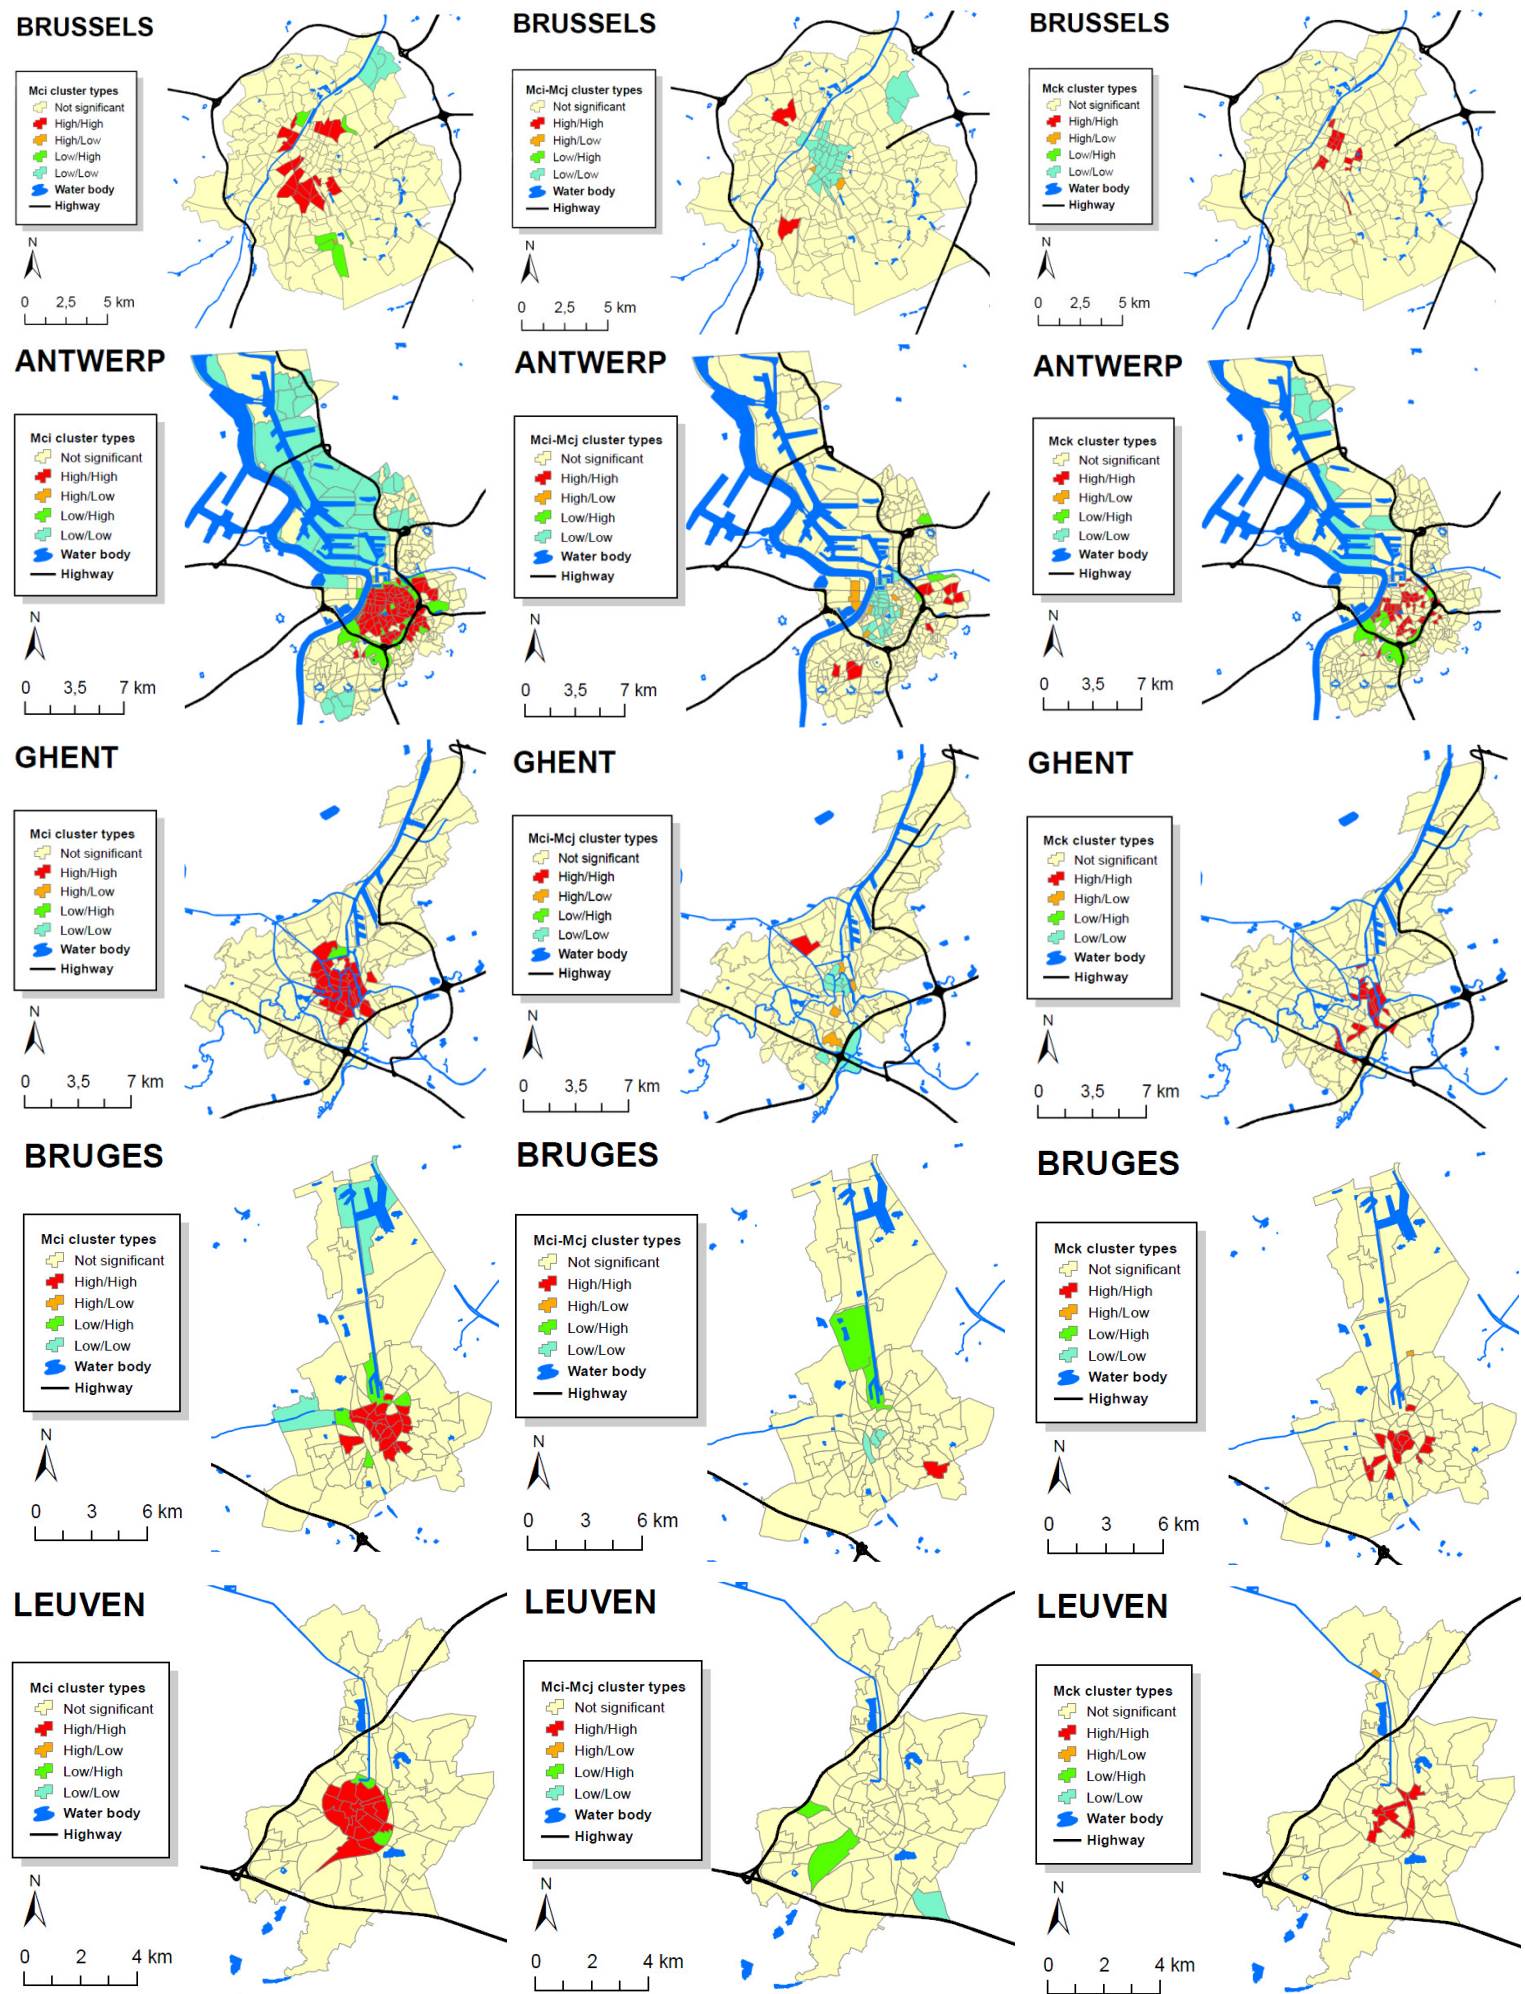 BRUSSELS
Mci cluster types
Not significant
High/High
High/Low
Low/High
Low/Low
Water body
Highway
N
0 2,5 5 km
BRUSSELS
Mci-Mcj cluster types
Not significant
High/High
High/Low
Low/High
Low/Low
Water body
Highway
N
0 2,5 5 km
BRUSSELS
Mck cluster types
Not significant
High/High
High/Low
Low/High
Low/Low
Water body
Highway
N
0 2,5 5 km
ANTWERP
Mci cluster types
Not significant
High/High
High/Low
Low/High
Low/Low
Water body
Highway
N
0 3,5 7 km
ANTWERP
Mci-Mcj cluster types
Not significant
High/High
High/Low
Low/High
Low/Low
Water body
Highway
N
0 3,5 7 km
ANTWERP
Mck cluster types
Not significant
High/High
High/Low
Low/High
Low/Low
Water body
Highway
N
0 3,5 7 km
GHENT
Mci cluster types
Not significant
High/High
High/Low
Low/High
Low/Low
Water body
Highway
N
0 3,5 7 km
GHENT
Mci-Mcj cluster types
Not significant
High/High
High/Low
Low/High
Low/Low
Water body
Highway
N
0 3,5 7 km
GHENT
Mck cluster types
Not significant
High/High
High/Low
Low/High
Low/Low
Water body
Highway
N
0 3,5 7 km
BRUGES
Mci cluster types
Not significant
High/High
High/Low
Low/High
Low/Low
Water body
Highway
N
0 3 6 km
BRUGES
Mci-Mcj cluster types
Not significant
High/High
High/Low
Low/High
Low/Low
Water body
Highway
N
0 3 6 km
BRUGES
Mck cluster types
Not significant
High/High
High/Low
Low/High
Low/Low
Water body
Highway
N
0 3 6 km
LEUVEN
Mci cluster types
Not significant
High/High
High/Low
Low/High
Low/Low
Water body
Highway
N
0 2 4 km
LEUVEN
Mci-Mcj cluster types
Not significant
High/High
High/Low
Low/High
Low/Low
Water body
Highway
N
0 2 4 km
LEUVEN
Mck cluster types
Not significant
High/High
High/Low
Low/High
Low/Low
Water body
Highway
N
0 2 4 km